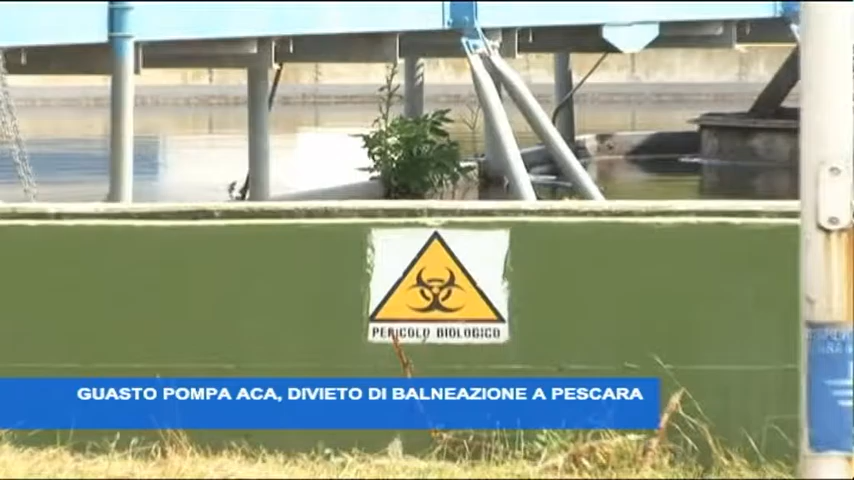 PERICOLO BIOLOGICO
GUASTO POMPA ACA, DIVIETO DI BALNEAZIONE A PESCARA